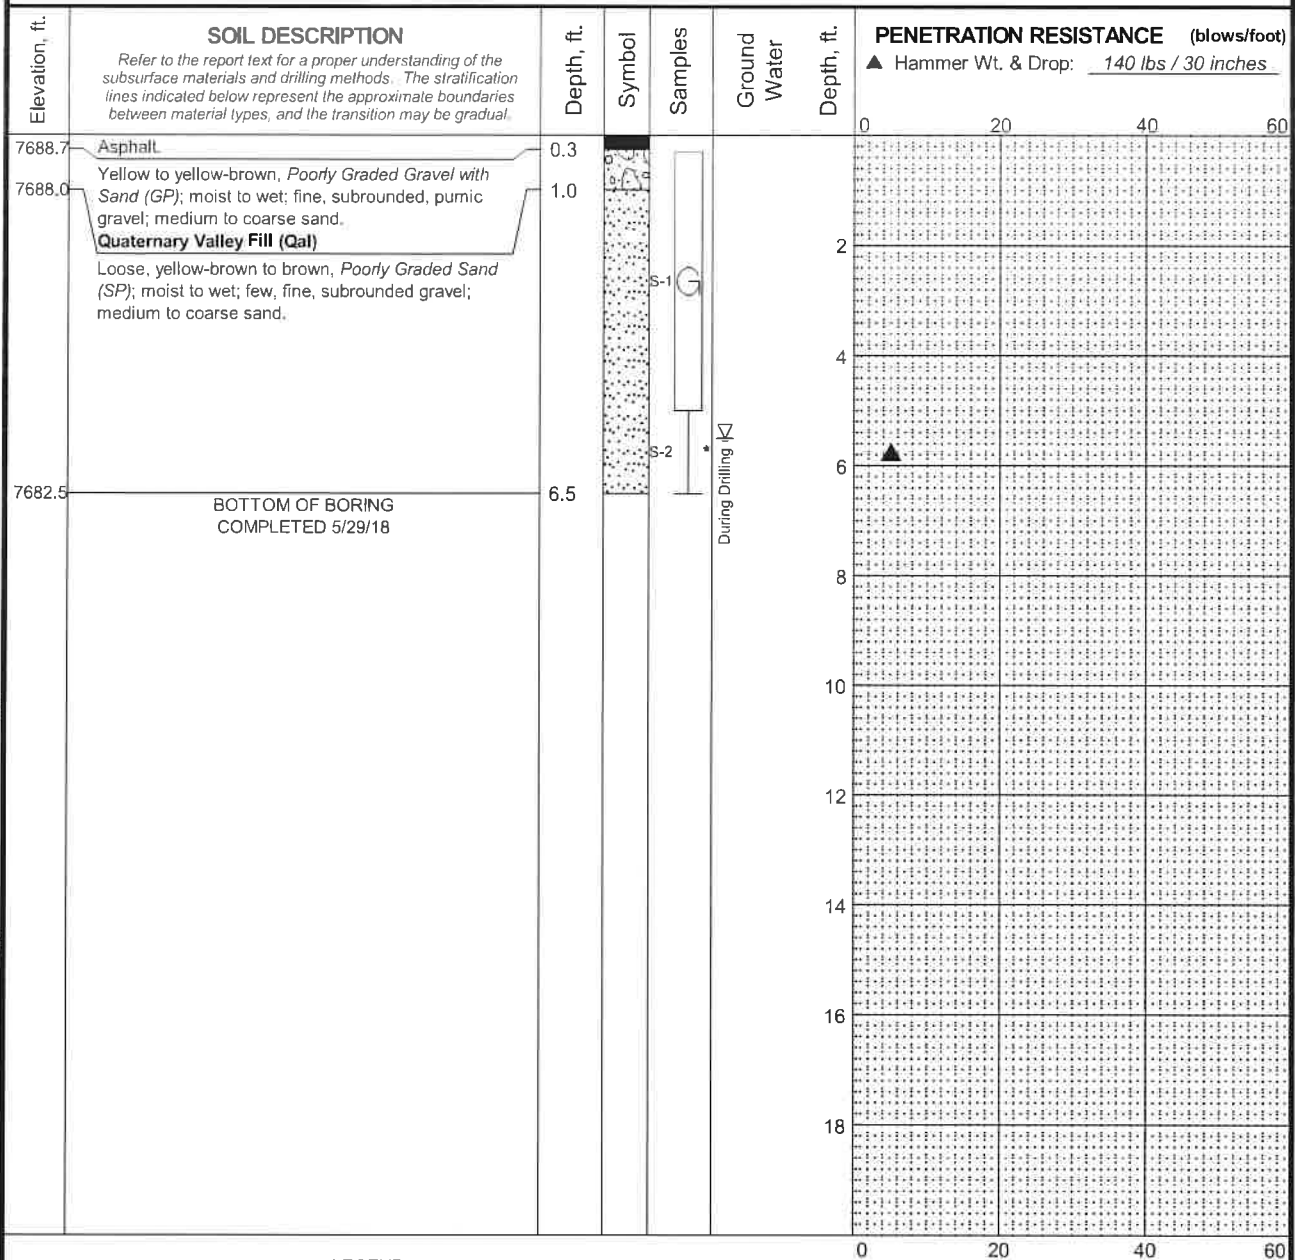 Elevation, ft.
SOIL DESCRIPTION
Refer to the report text for a proper understanding of the
subsurface materials and drilling methods. The stratification
lines indicated below represent the approximate boundaries
between material types, and the transition may be gradual.
Depth, ft.
Symbol
Samples
Ground
Water
Depth, ft.
PENETRATION RESISTANCE (blows/foot)
▲ Hammer Wt. & Drop: 140 lbs / 30 inches
0 20 40 60
7688.7 Asphalt. 0.3
Yellow to yellow-brown, Poorly Graded Gravel with
7688.0 Sand (GP); moist to wet; fine, subrounded, pumic 1.0
gravel; medium to coarse sand.
Quaternary Valley Fill (Qal)
2
Loose, yellow-brown to brown, Poorly Graded Sand
(SP); moist to wet; few, fine, subrounded gravel;
medium to coarse sand.
S-1 G
4
S-2 *
During Drilling
6
7682.5 6.5
BOTTOM OF BORING
COMPLETED 5/29/18
8
10
12
14
16
18
0 20 40 60